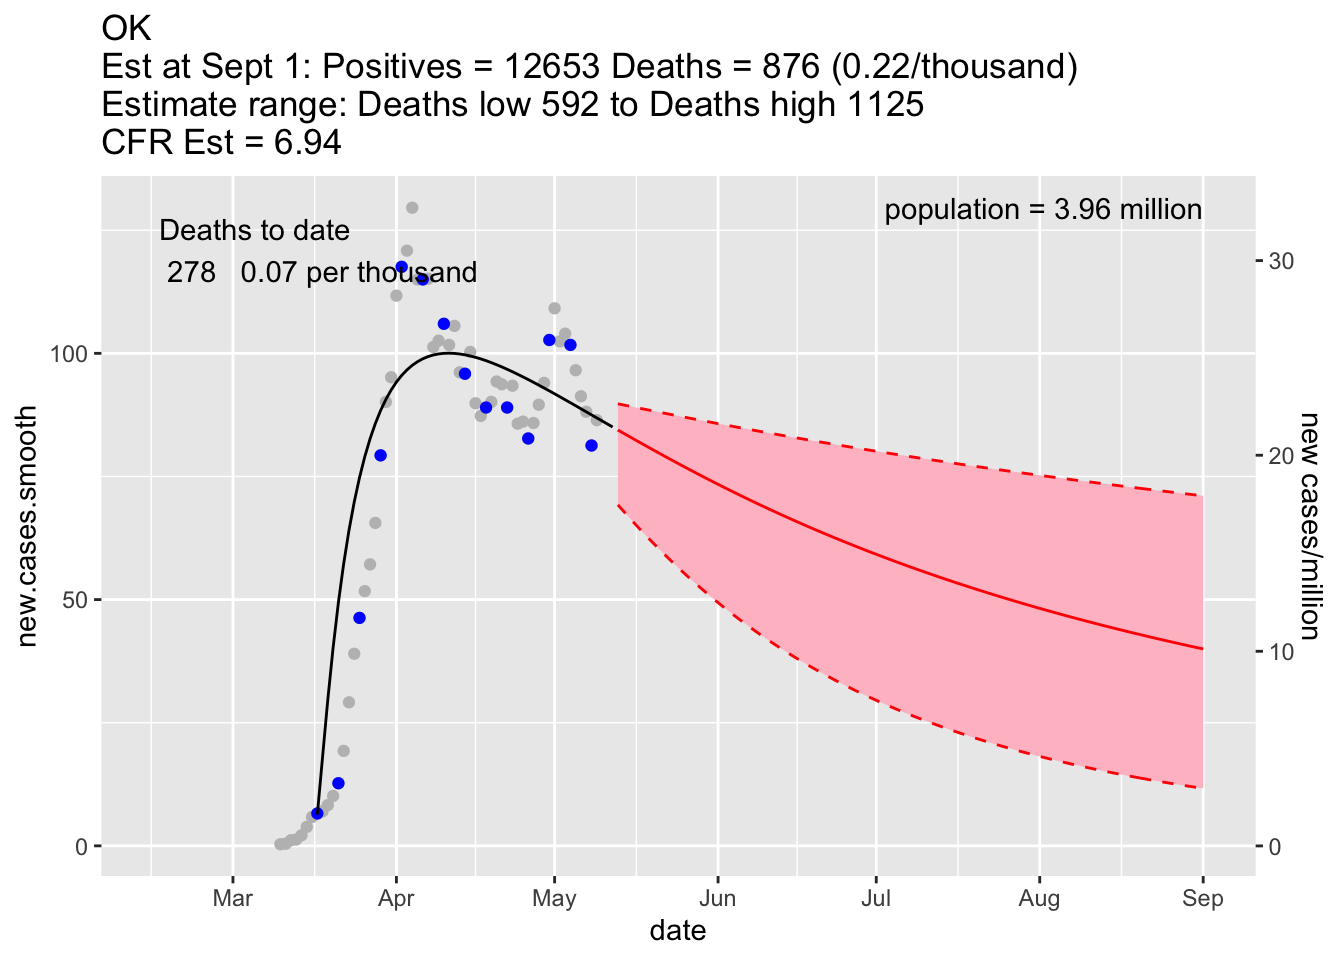 OK
Est at Sept 1: Positives = 12653 Deaths = 876 (0.22/thousand)
Estimate range: Deaths low 592 to Deaths high 1125
CFR Est = 6.94
Deaths to date
278 0.07 per thousand
population = 3.96 million
new.cases.smooth
100
50
0
30
20
10
0
new cases/million
Mar Apr May Jun Jul Aug Sep
date